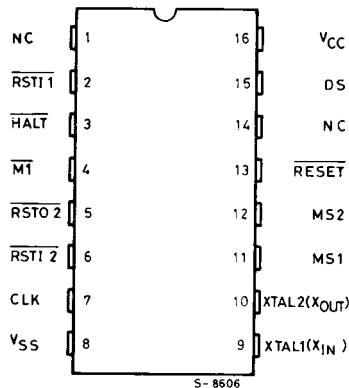 NC 1 16 VCC
RSTI 1 2 15 DS
HALT 3 14 NC
M1 4 13 RESET
RSTO 2 5 12 MS2
RSTI 2 6 11 MS1
CLK 7 10 XTAL2(XOUT)
VSS 8 9 XTAL1(XIN)
S-8606